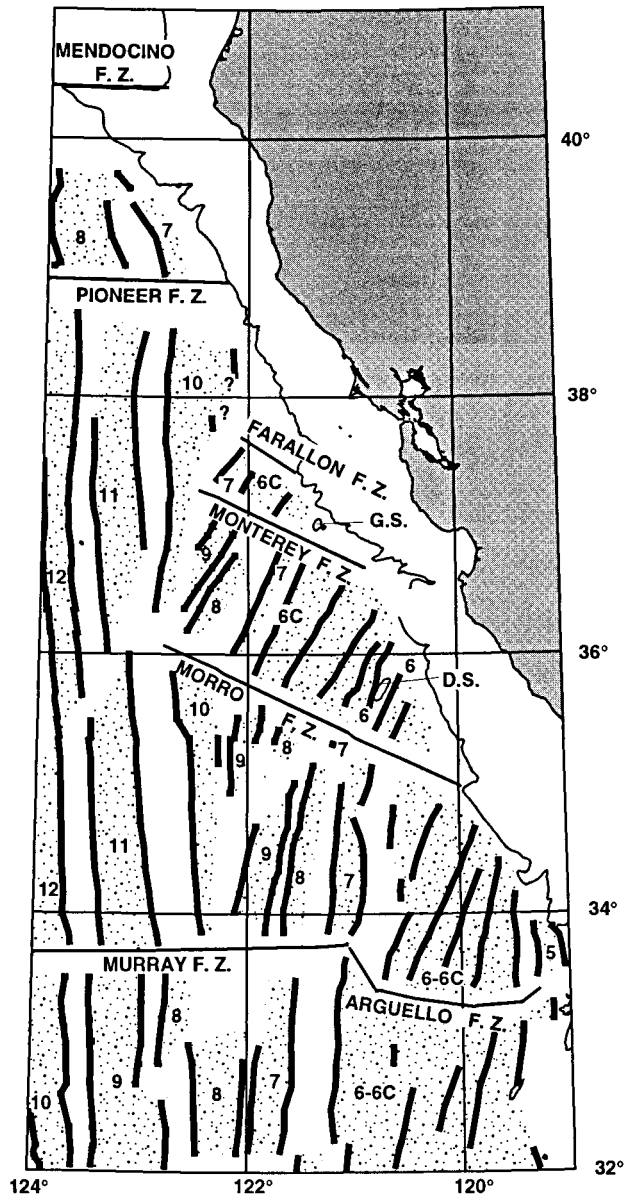 MENDOCINO
F. Z.
40°
8
7
PIONEER F. Z.
10
?
38°
?
FARALLON F. Z.
11
7
6C
G.S.
MONTEREY F. Z.
9
7
12
8
6C
36°
6
D.S.
MORRO F. Z.
10
6
7
8
9
11
9
8
7
12
34°
5
MURRAY F. Z.
6-6C
ARGUELLO F. Z.
8
9
8
7
6-6C
10
32°
124°
122°
120°